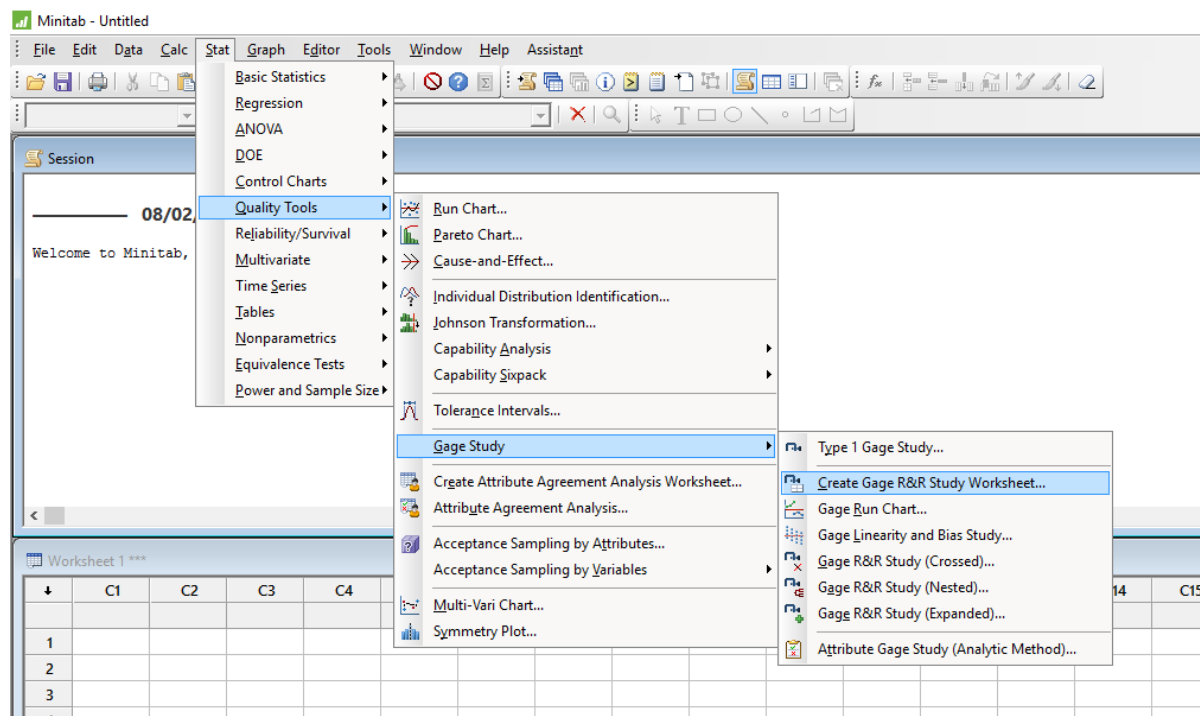 Minitab - Untitled
File Edit Data Calc Stat Graph Editor Tools Window Help Assistant
Session
08/02/
Welcome to Minitab,
Basic Statistics
Regression
ANOVA
DOE
Control Charts
Quality Tools
Reliability/Survival
Multivariate
Time Series
Tables
Nonparametrics
Equivalence Tests
Power and Sample Size
Run Chart...
Pareto Chart...
Cause-and-Effect...
Individual Distribution Identification...
Johnson Transformation...
Capability Analysis
Capability Sixpack
Tolerance Intervals...
Gage Study
Create Attribute Agreement Analysis Worksheet...
Attribute Agreement Analysis...
Acceptance Sampling by Attributes...
Acceptance Sampling by Variables
Multi-Vari Chart...
Symmetry Plot...
Type 1 Gage Study...
Create Gage R&R Study Worksheet...
Gage Run Chart...
Gage Linearity and Bias Study...
Gage R&R Study (Crossed)...
Gage R&R Study (Nested)...
Gage R&R Study (Expanded)...
Attribute Gage Study (Analytic Method)...
Worksheet 1 ***
C1 C2 C3 C4 14 C15
1
2
3